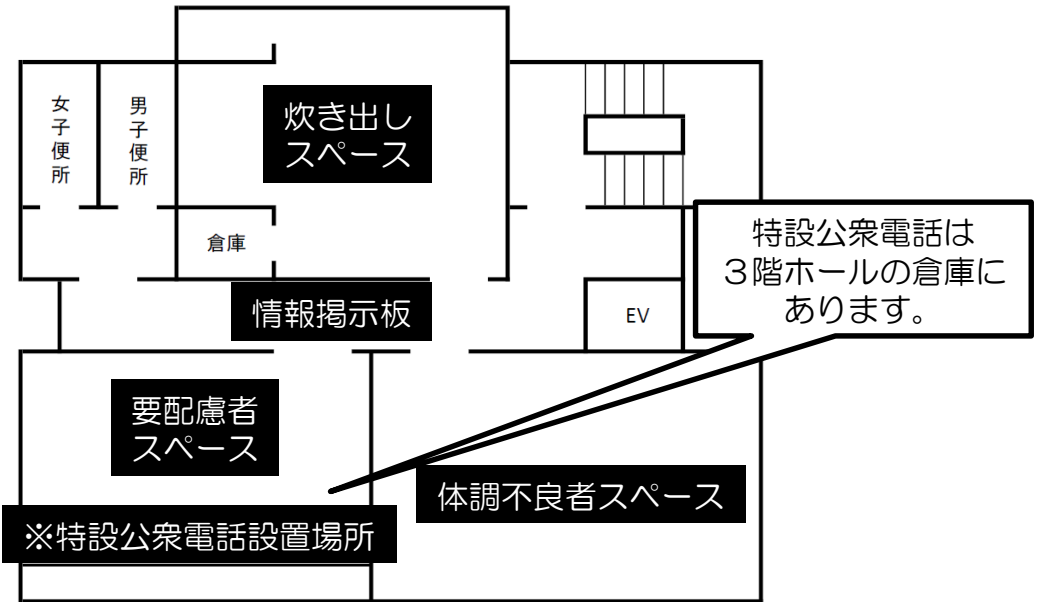 女子便所
男子便所
炊き出し
スペース
倉庫
特設公衆電話は
３階ホールの倉庫に
あります。
情報掲示板
EV
要配慮者
スペース
体調不良者スペース
※特設公衆電話設置場所